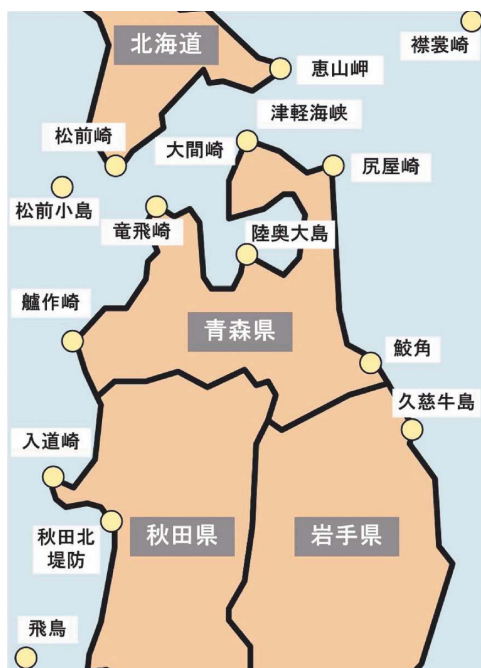 北海道
襟裳崎
恵山岬
津軽海峡
松前崎
大間崎
尻屋崎
松前小島
竜飛崎
陸奥大島
艫作崎
青森県
鮫角
久慈牛島
入道崎
秋田北
堤防
秋田県
岩手県
飛鳥